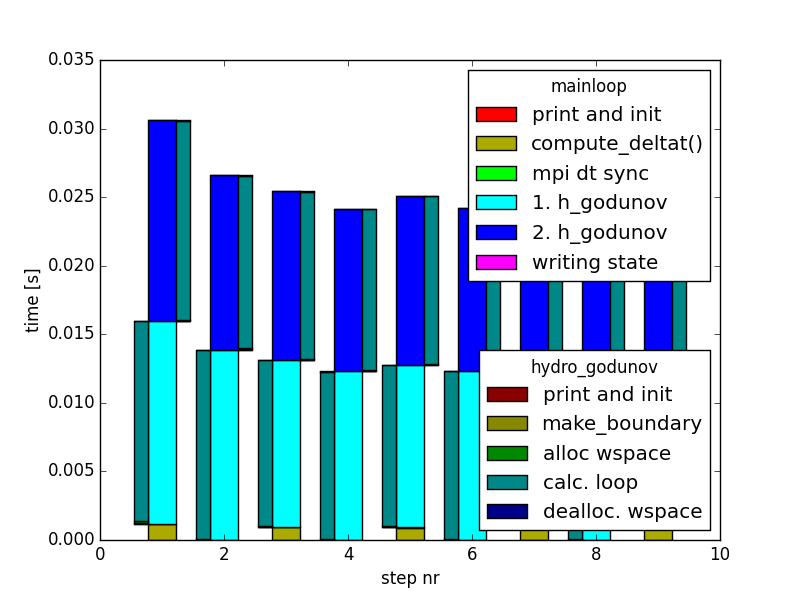 0.035
0.030
0.025
0.020
0.015
0.010
0.005
0.000
time [s]
0
2
4
6
8
10
step nr
mainloop
print and init
compute_deltat()
mpi dt sync
1. h_godunov
2. h_godunov
writing state
hydro_godunov
print and init
make_boundary
alloc wspace
calc. loop
dealloc. wspace